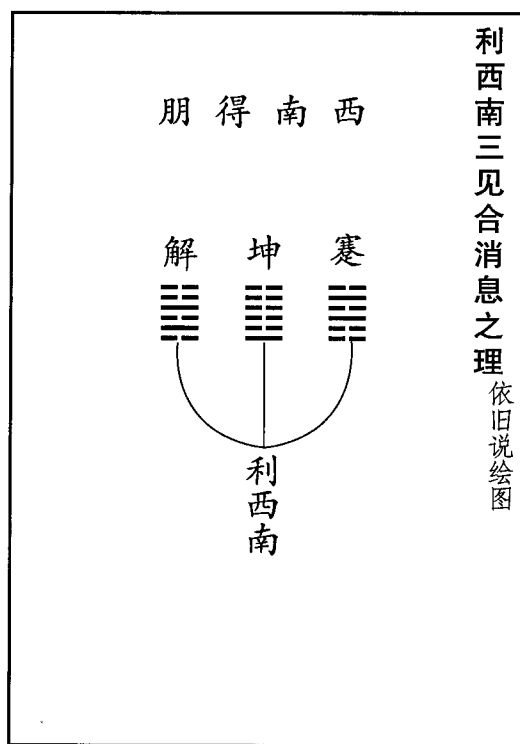 利西南三见合消息之理
依旧说绘图
西南得朋
蹇
坤
解
利西南